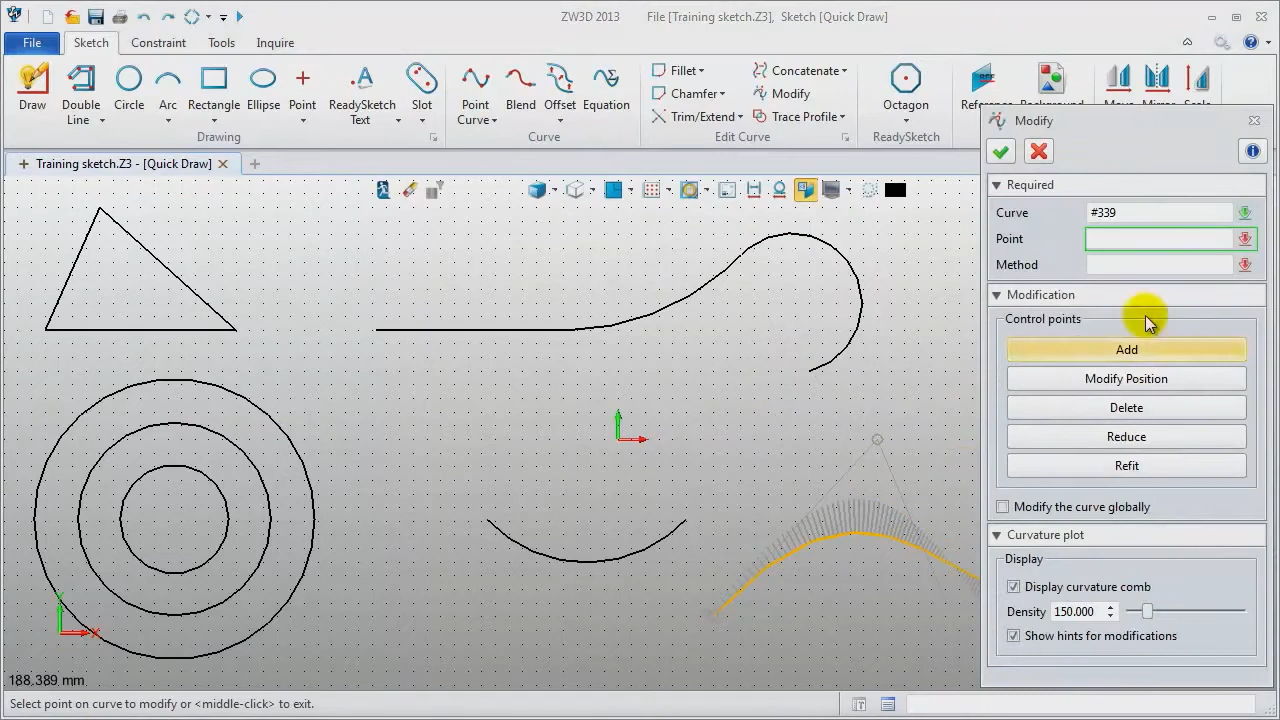 ZW3D 2013 File [Training sketch.Z3], Sketch [Quick Draw]
File Sketch Constraint Tools Inquire
Draw Double Line Circle Arc Rectangle Ellipse Point ReadySketch Text Slot
Point Curve Blend Offset Equation
Fillet Concatenate
Chamfer Modify
Trim/Extend Trace Profile
Octagon
Drawing Curve Edit Curve ReadySketch
Training sketch.Z3 - [Quick Draw]
Modify
Required
Curve #339
Point
Method
Modification
Control points
Add
Modify Position
Delete
Reduce
Refit
Modify the curve globally
Curvature plot
Display
Display curvature comb
Density 150.000
Show hints for modifications
Y
X
188.389 mm
Select point on curve to modify or <middle-click> to exit.